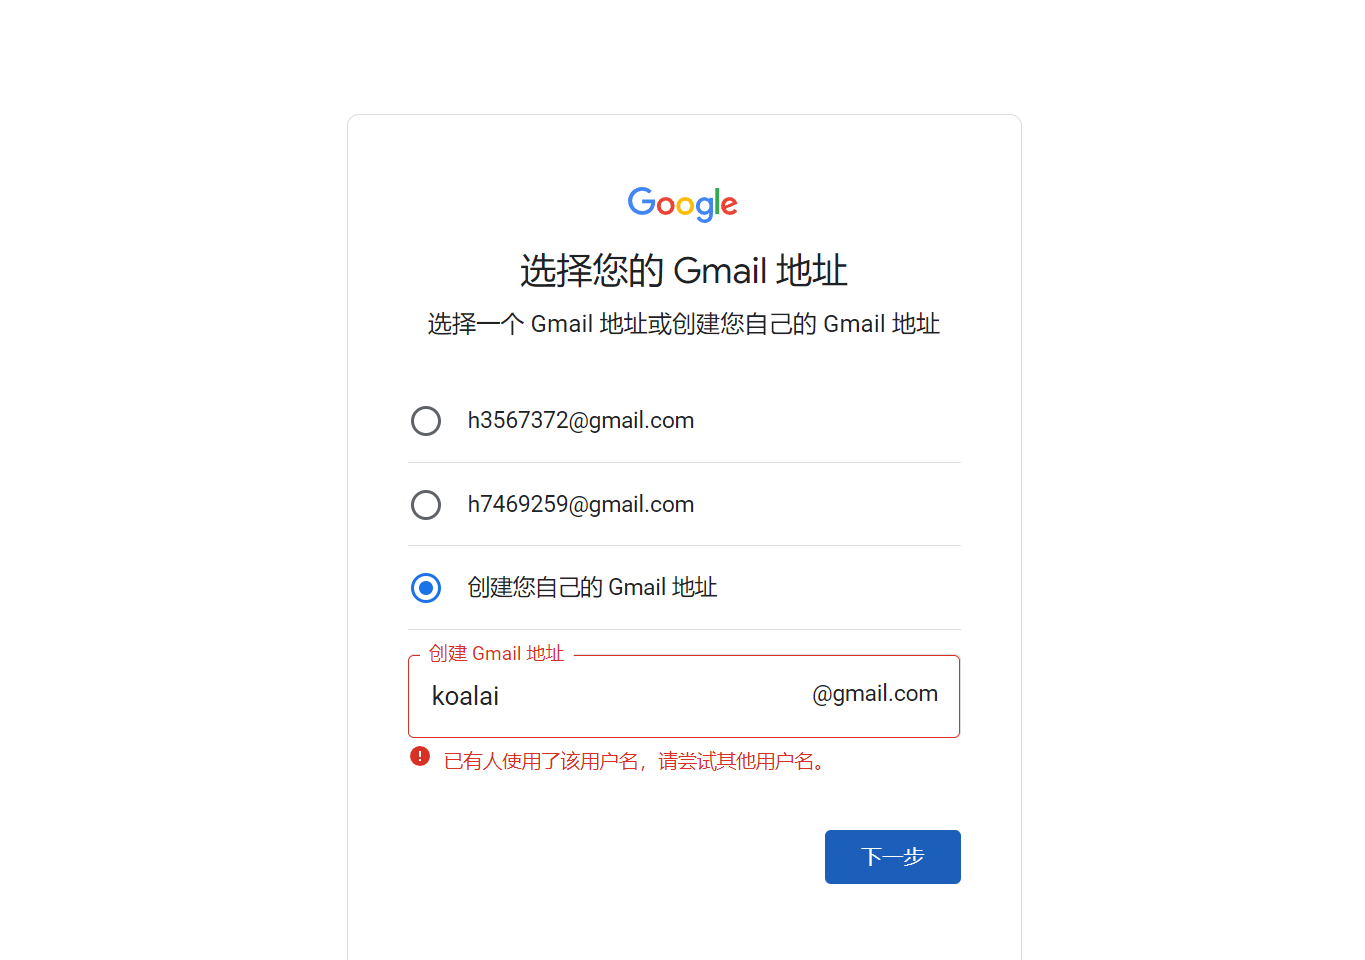 Google
选择您的 Gmail 地址
选择一个 Gmail 地址或创建您自己的 Gmail 地址
h3567372@gmail.com
h7469259@gmail.com
创建您自己的 Gmail 地址
创建 Gmail 地址
koalai @gmail.com
已有人使用了该用户名，请尝试其他用户名。
下一步